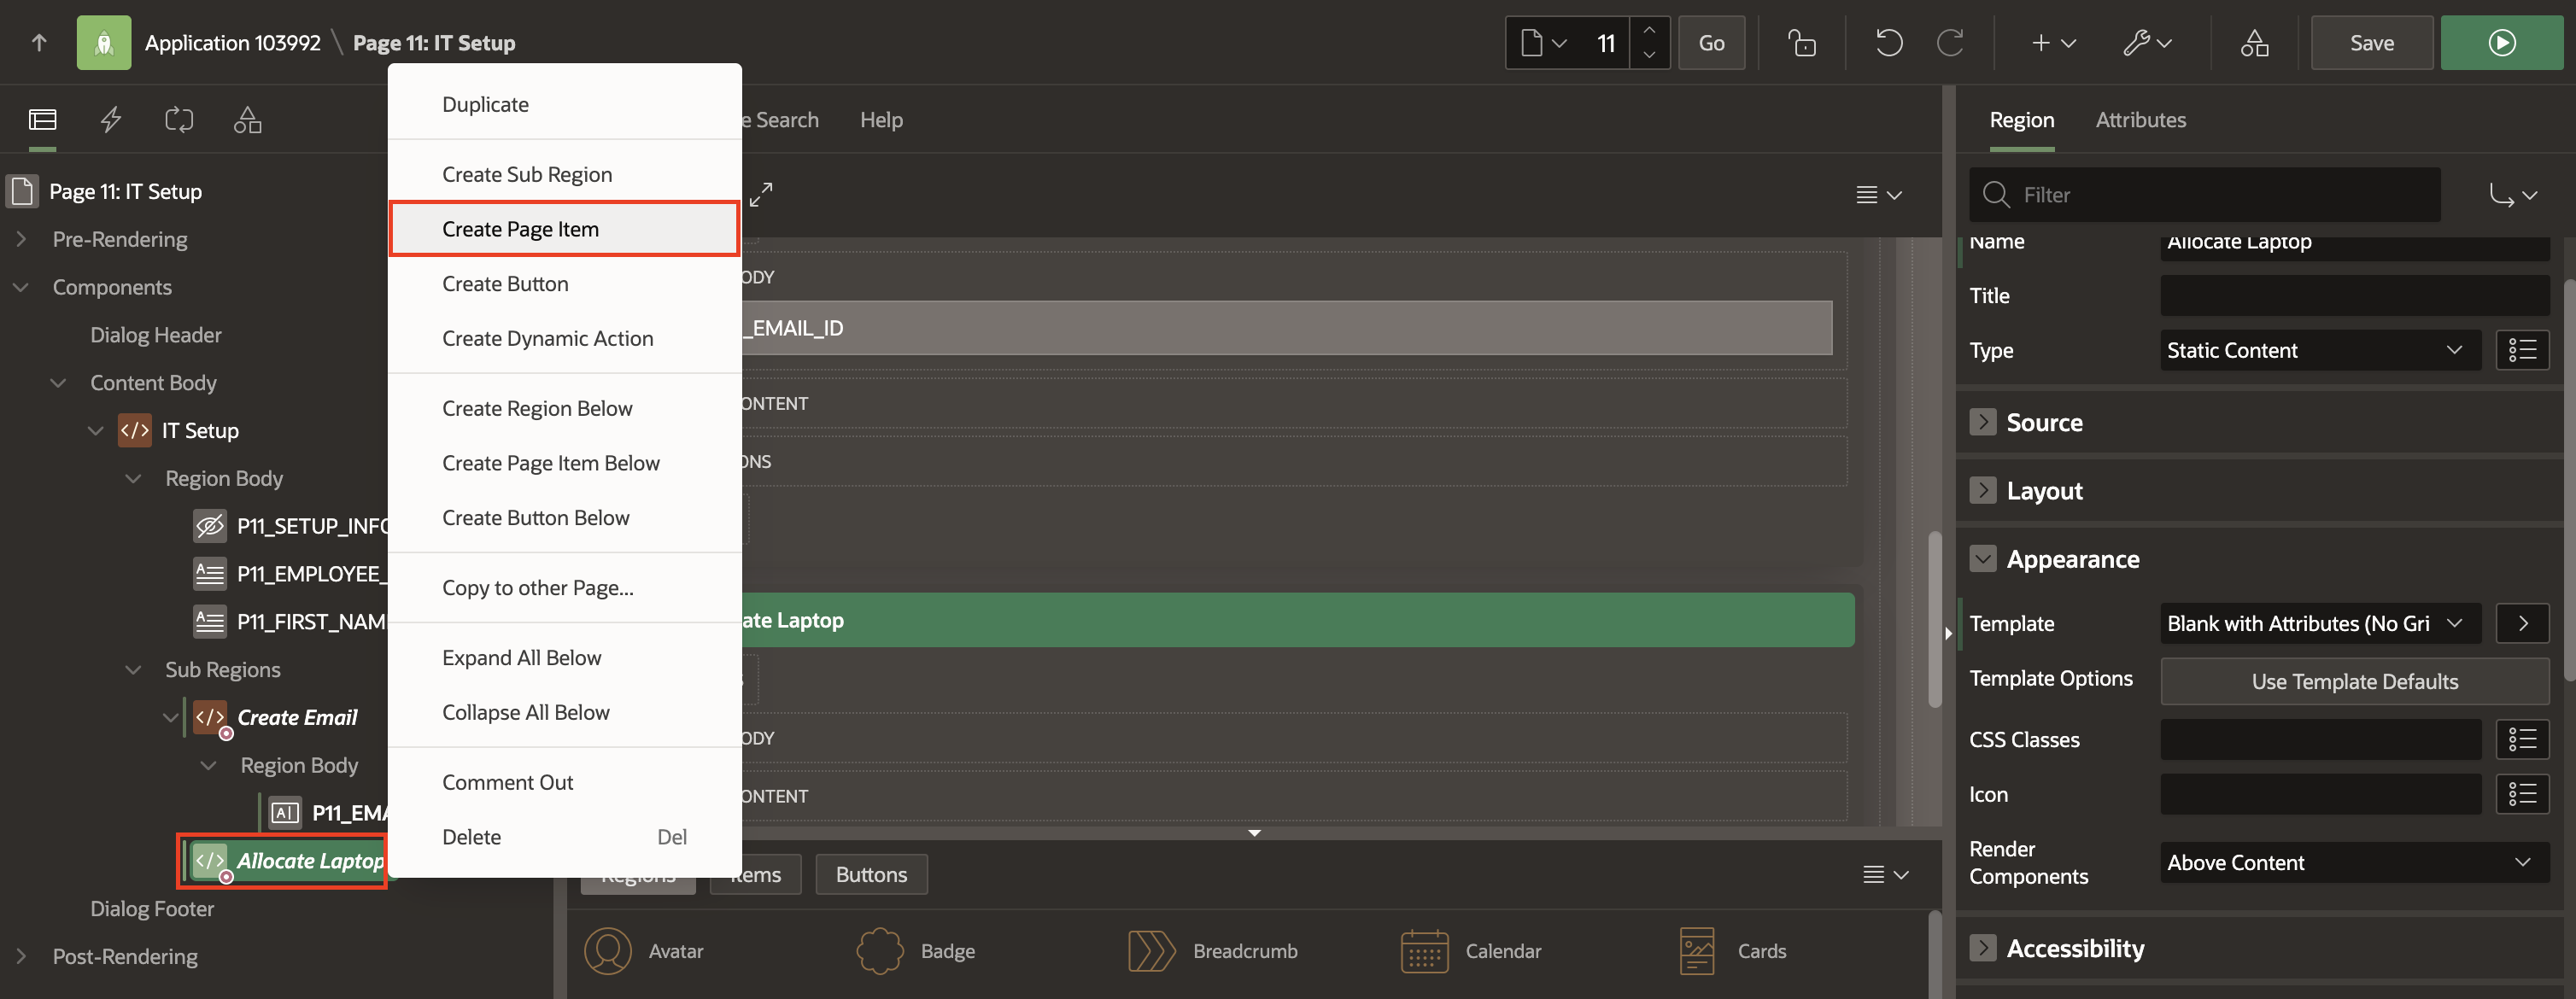 Application 103992 \ Page 11: IT Setup
11
Go
Save
Duplicate
Create Sub Region
Create Page Item
Create Button
Create Dynamic Action
Create Region Below
Create Page Item Below
Create Button Below
Copy to other Page...
Expand All Below
Collapse All Below
Comment Out
Delete Del
Page 11: IT Setup
Pre-Rendering
Components
Dialog Header
Content Body
</> IT Setup
Region Body
P11_SETUP_INFO
P11_EMPLOYEE_
P11_FIRST_NAM
Sub Regions
</> Create Email
Region Body
A| P11_EMA
</> Allocate Laptop
Dialog Footer
Post-Rendering
e Search
Help
ODY
_EMAIL_ID
ONTENT
ONS
ate Laptop
ODY
ONTENT
Regions
Items
Buttons
Avatar
Badge
Breadcrumb
Calendar
Cards
Region
Attributes
Filter
Name
Allocate Laptop
Title
Type
Static Content
Source
Layout
Appearance
Template
Blank with Attributes (No Gri
Template Options
Use Template Defaults
CSS Classes
Icon
Render
Components
Above Content
Accessibility